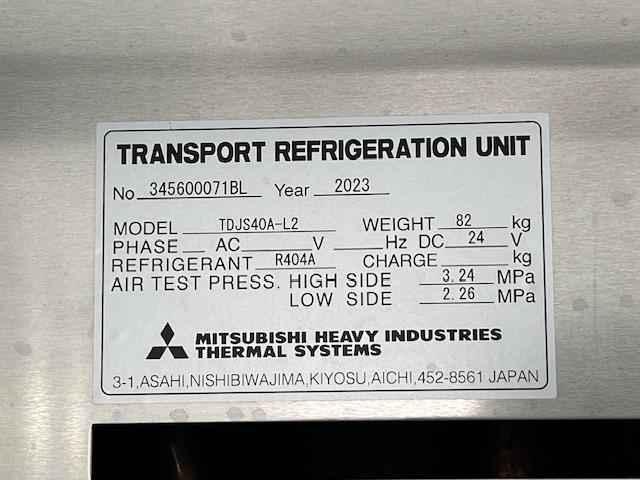 TRANSPORT REFRIGERATION UNIT
No 345600071BL Year 2023
MODEL TDJS40A-L2 WEIGHT 82 kg
PHASE AC V Hz DC 24 V
REFRIGERANT R404A CHARGE kg
AIR TEST PRESS. HIGH SIDE 3.24 MPa
LOW SIDE 2.26 MPa
MITSUBISHI HEAVY INDUSTRIES
THERMAL SYSTEMS
3-1,ASAHI,NISHIBIWAJIMA,KIYOSU,AICHI,452-8561 JAPAN